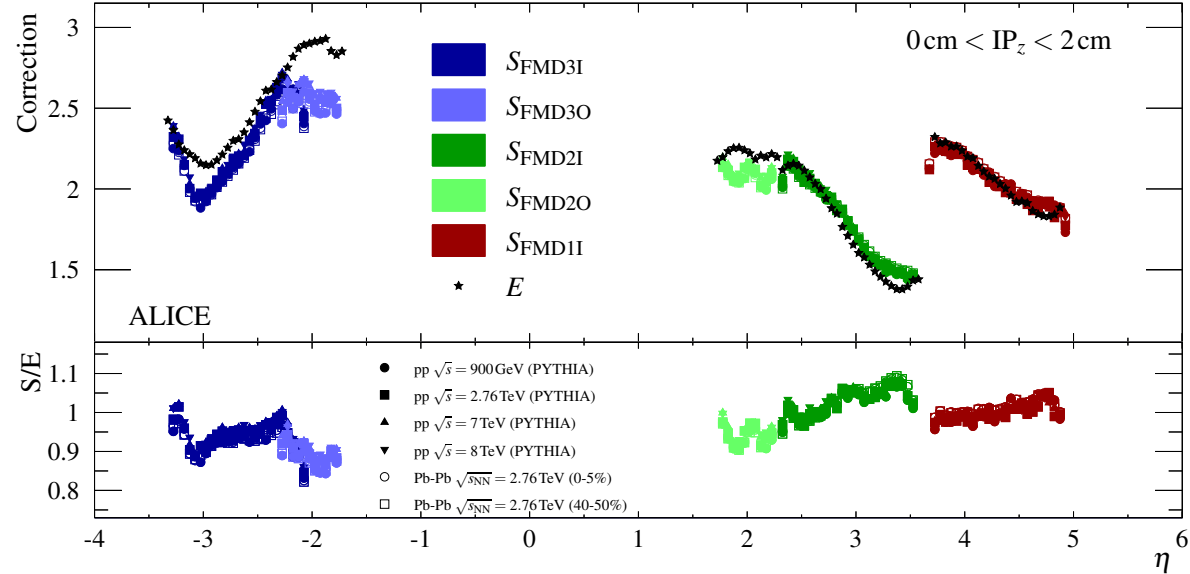 Correction
3
2.5
2
1.5
0 cm < IP_z < 2 cm
S_FMD3I
S_FMD3O
S_FMD2I
S_FMD2O
S_FMD1I
E
ALICE
S/E
1.1
1
0.9
0.8
pp √s = 900 GeV (PYTHIA)
pp √s = 2.76 TeV (PYTHIA)
pp √s = 7 TeV (PYTHIA)
pp √s = 8 TeV (PYTHIA)
Pb-Pb √s_NN = 2.76 TeV (0-5%)
Pb-Pb √s_NN = 2.76 TeV (40-50%)
-4 -3 -2 -1 0 1 2 3 4 5 6
η